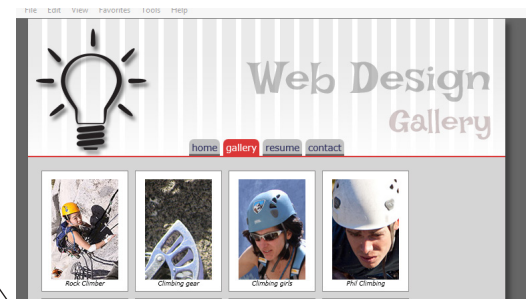 File Edit View Favorites Tools Help
Web Design
Gallery
home gallery resume contact
Rock Climber Climbing gear Climbing girls Phil Climbing